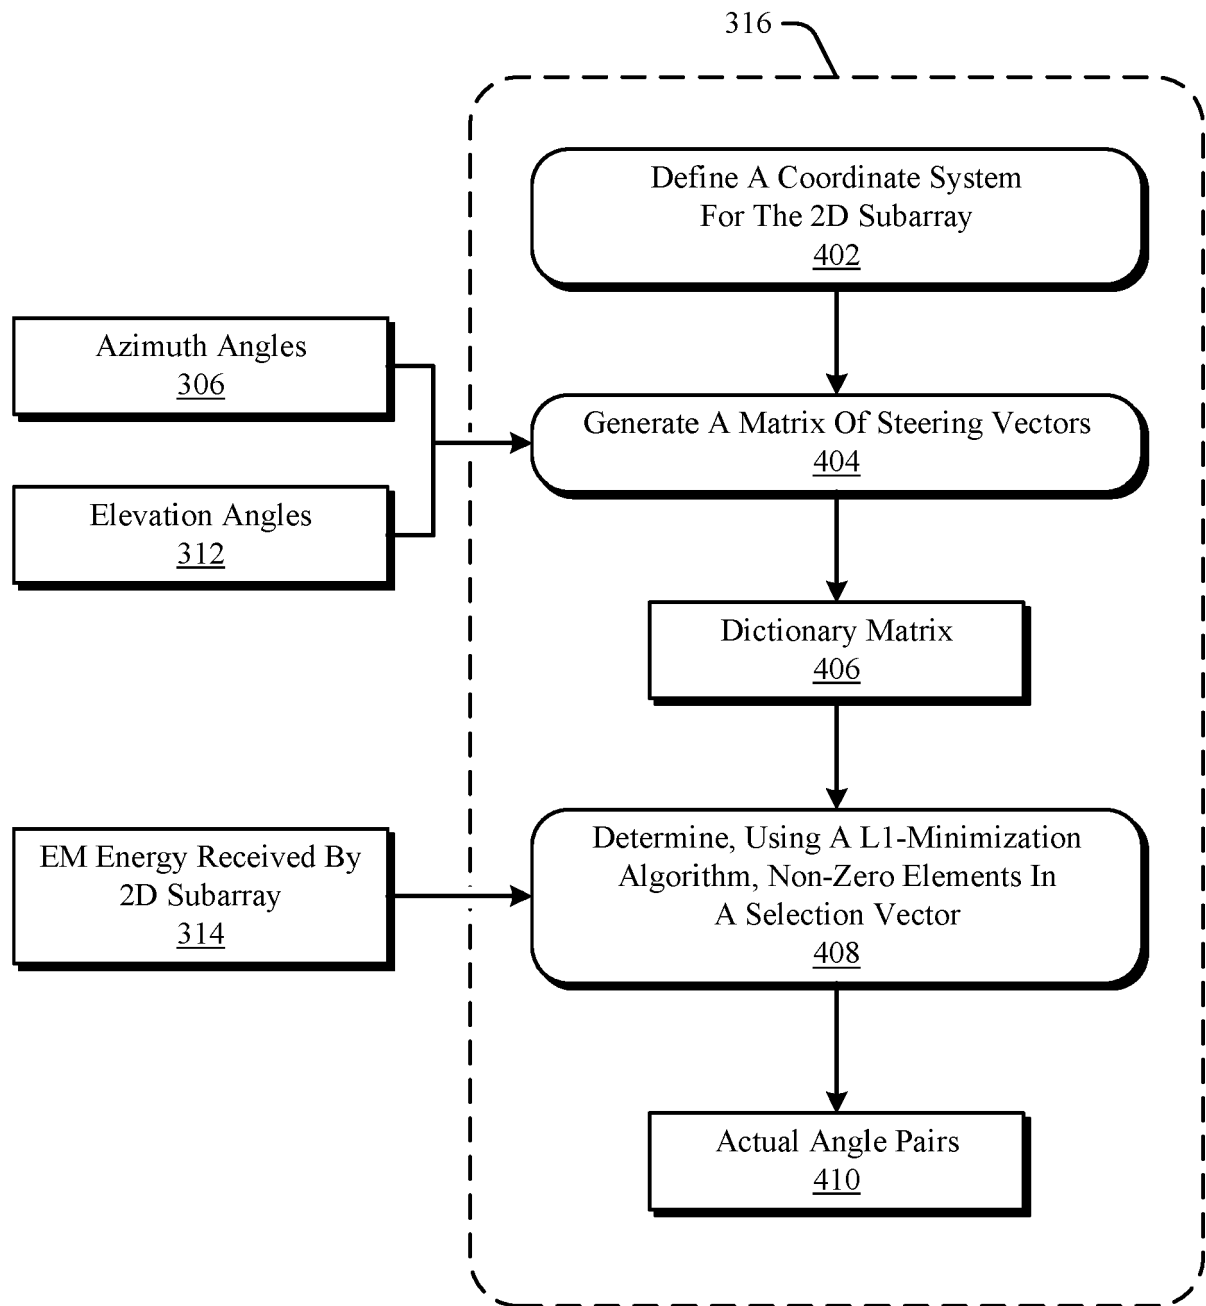 316
Define A Coordinate System
For The 2D Subarray
402
Azimuth Angles
306
Generate A Matrix Of Steering Vectors
404
Elevation Angles
312
Dictionary Matrix
406
EM Energy Received By
2D Subarray
314
Determine, Using A L1-Minimization
Algorithm, Non-Zero Elements In
A Selection Vector
408
Actual Angle Pairs
410